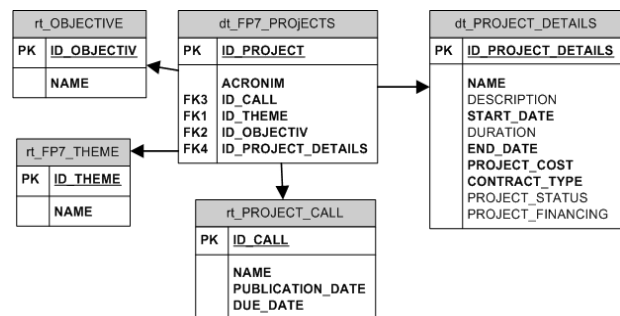 rt_OBJECTIVE
PK ID_OBJECTIV
NAME
dt_FP7_PROjECTS
PK ID_PROJECT
ACRONIM
FK3 ID_CALL
FK1 ID_THEME
FK2 ID_OBJECTIV
FK4 ID_PROJECT_DETAILS
dt_PROJECT_DETAILS
PK ID_PROJECT_DETAILS
NAME
DESCRIPTION
START_DATE
DURATION
END_DATE
PROJECT_COST
CONTRACT_TYPE
PROJECT_STATUS
PROJECT_FINANCING
rt_FP7_THEME
PK ID_THEME
NAME
rt_PROJECT_CALL
PK ID_CALL
NAME
PUBLICATION_DATE
DUE_DATE